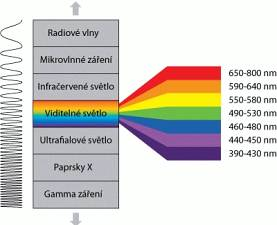 Radiové vlny
Mikrovlnné záření
Infračervené světlo
Viditelné světlo
Ultrafialové světlo
Paprsky X
Gamma záření
650-800 nm
590-640 nm
550-580 nm
490-530 nm
460-480 nm
440-450 nm
390-430 nm